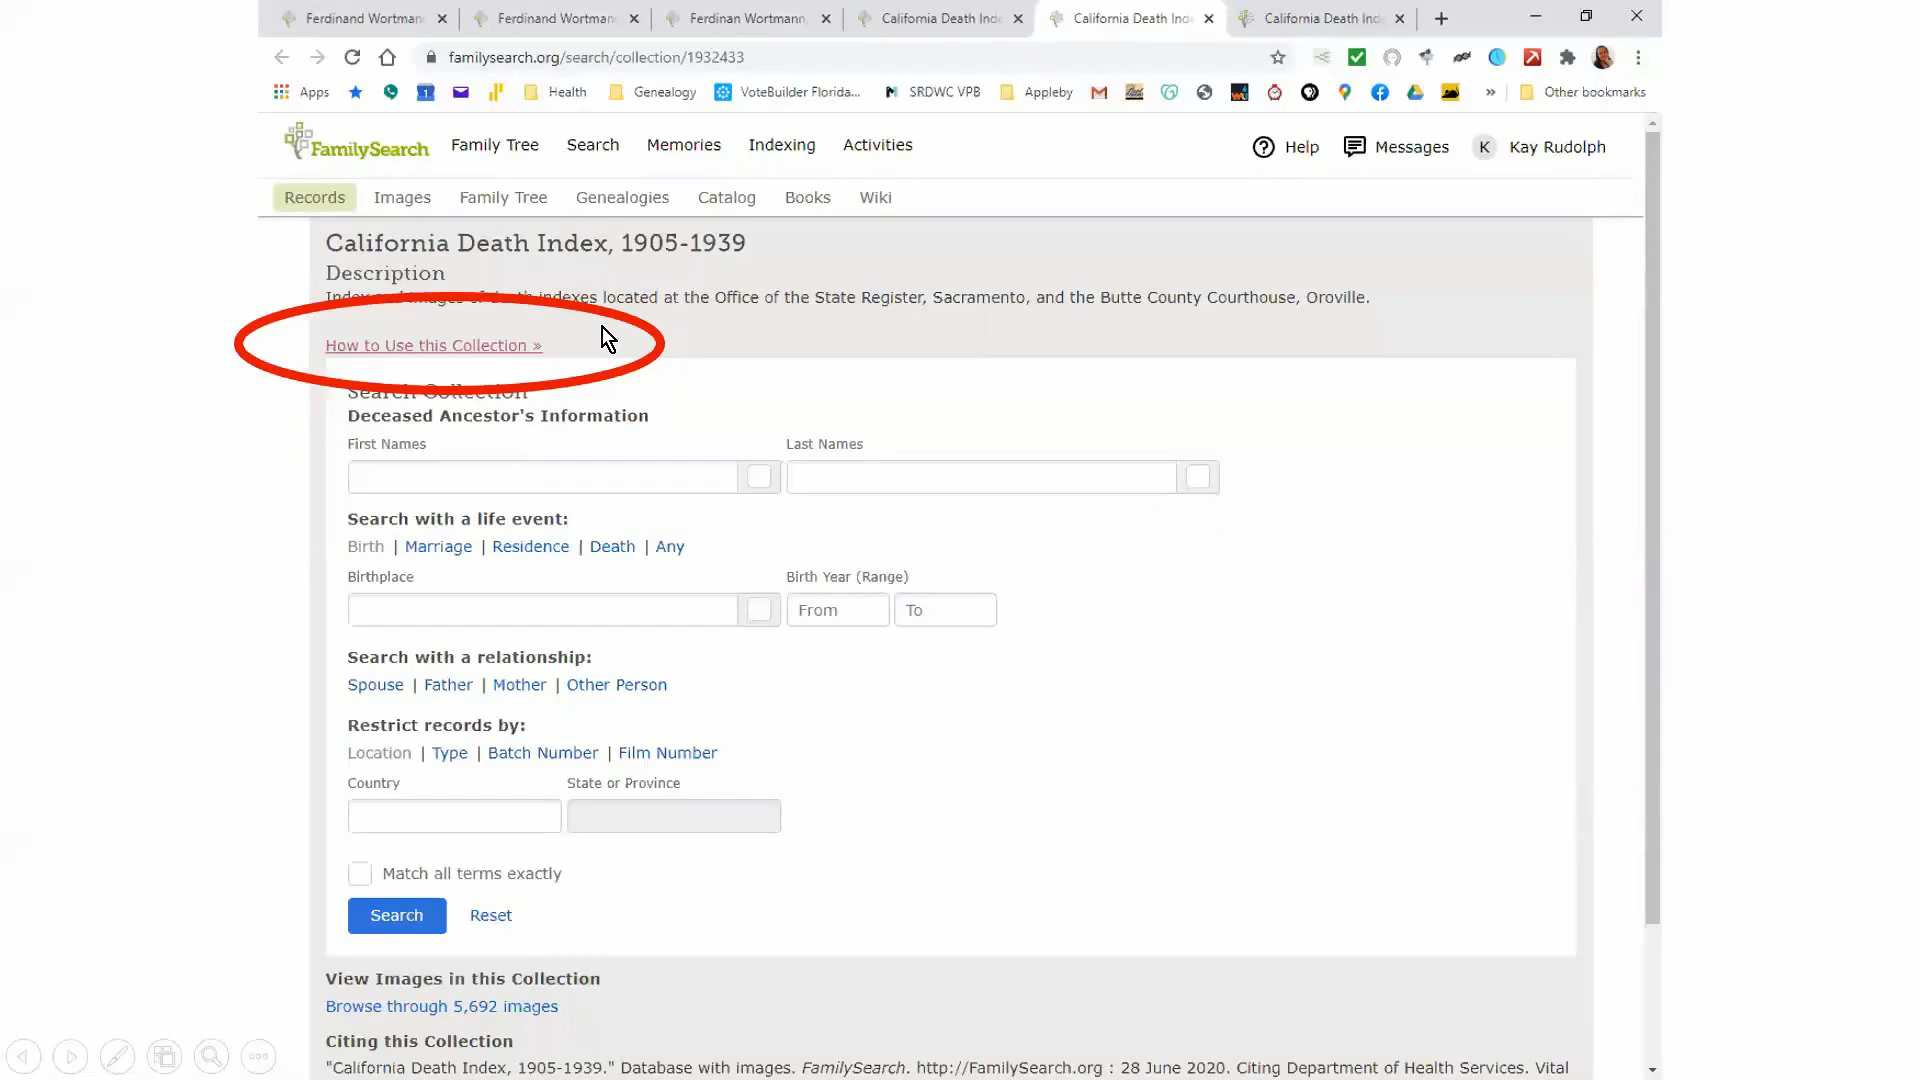 Ferdinand Wortman
Ferdinand Wortman
Ferdinan Wortmann,
California Death Ind
California Death Ind
California Death Ind
familysearch.org/search/collection/1932433
Apps Health Genealogy VoteBuilder Florida... SRDWC VPB Appleby » Other bookmarks
FamilySearch Family Tree Search Memories Indexing Activities Help Messages K Kay Rudolph
Records Images Family Tree Genealogies Catalog Books Wiki
California Death Index, 1905-1939
Description
Index and images of death indexes located at the Office of the State Register, Sacramento, and the Butte County Courthouse, Oroville.
How to Use this Collection »
Search Collection
Deceased Ancestor's Information
First Names Last Names
Search with a life event:
Birth | Marriage | Residence | Death | Any
Birthplace Birth Year (Range)
From To
Search with a relationship:
Spouse | Father | Mother | Other Person
Restrict records by:
Location | Type | Batch Number | Film Number
Country State or Province
Match all terms exactly
Search Reset
View Images in this Collection
Browse through 5,692 images
Citing this Collection
"California Death Index, 1905-1939." Database with images. FamilySearch. http://FamilySearch.org : 28 June 2020. Citing Department of Health Services. Vital